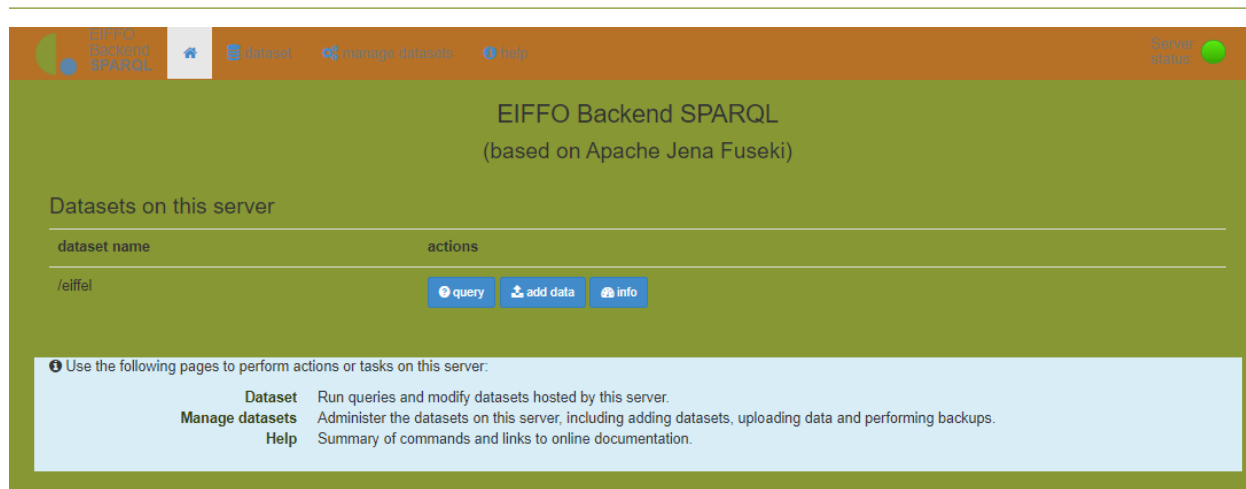 EIFFO
Backend
SPARQL
dataset
manage datasets
help
Server
status:
EIFFO Backend SPARQL
(based on Apache Jena Fuseki)
Datasets on this server
dataset name actions
/eiffel query add data info
Use the following pages to perform actions or tasks on this server:
Dataset Run queries and modify datasets hosted by this server.
Manage datasets Administer the datasets on this server, including adding datasets, uploading data and performing backups.
Help Summary of commands and links to online documentation.